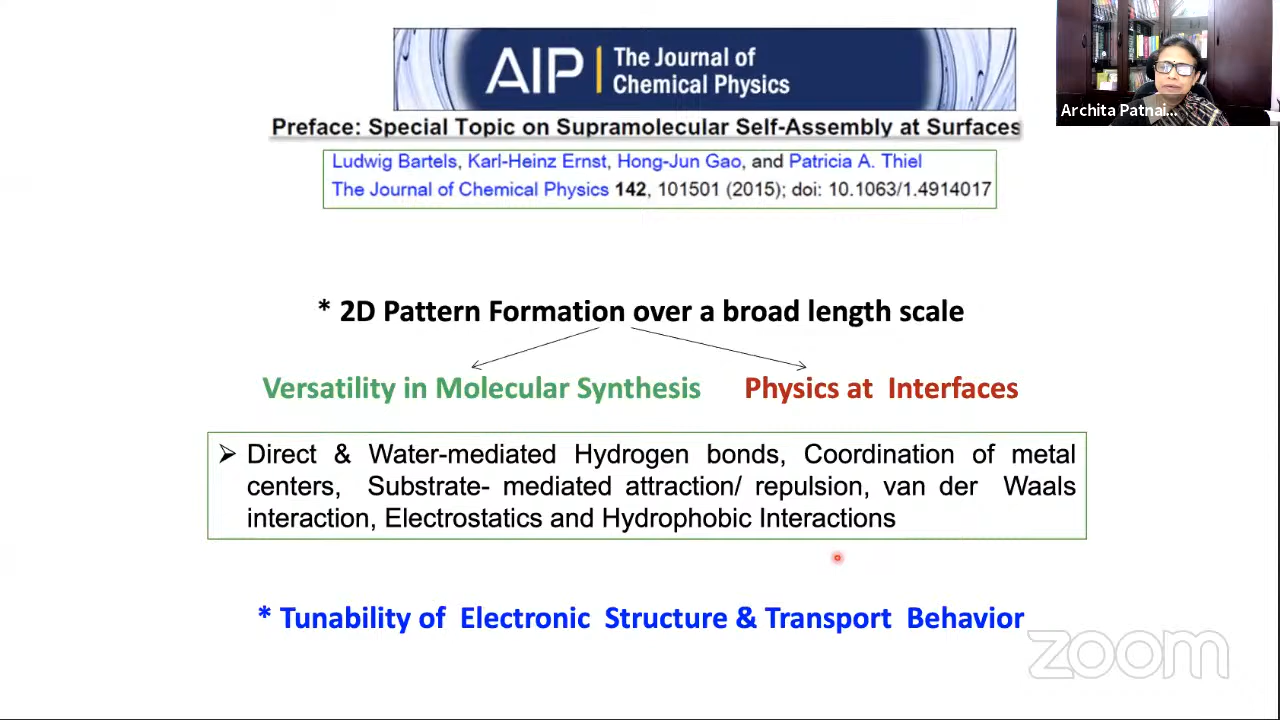 AIP The Journal of
Chemical Physics
Preface: Special Topic on Supramolecular Self-Assembly at Surfaces
Ludwig Bartels, Karl-Heinz Ernst, Hong-Jun Gao, and Patricia A. Thiel
The Journal of Chemical Physics 142, 101501 (2015); doi: 10.1063/1.4914017
Archita Patnai...
* 2D Pattern Formation over a broad length scale
Versatility in Molecular Synthesis Physics at Interfaces
➢ Direct & Water-mediated Hydrogen bonds, Coordination of metal
centers, Substrate- mediated attraction/ repulsion, van der Waals
interaction, Electrostatics and Hydrophobic Interactions
* Tunability of Electronic Structure & Transport Behavior
zoom